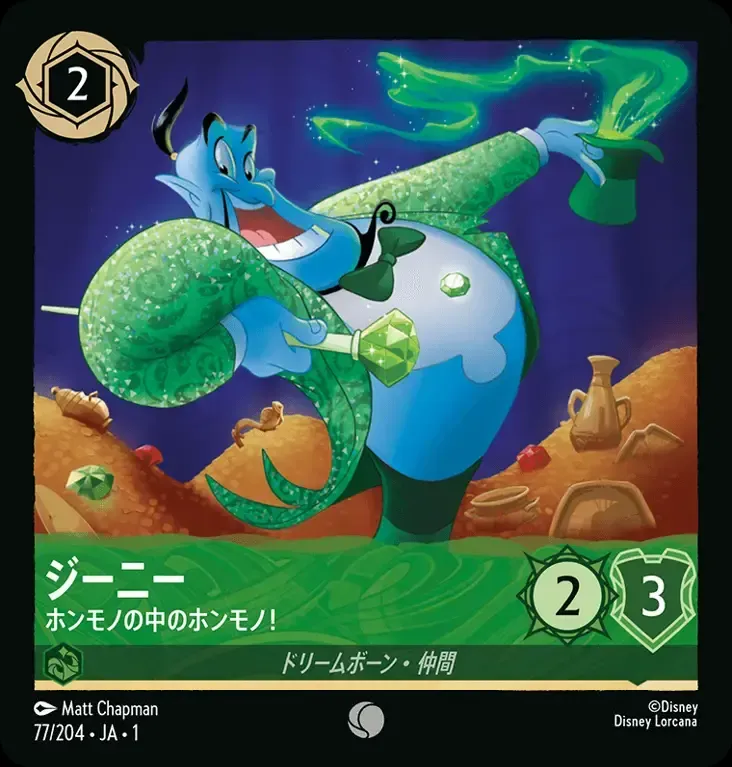 2
ジーニー
ホンモノの中のホンモノ!
2
3
ドリームボーン・仲間
Matt Chapman
77/204・JA・1
©Disney
Disney Lorcana